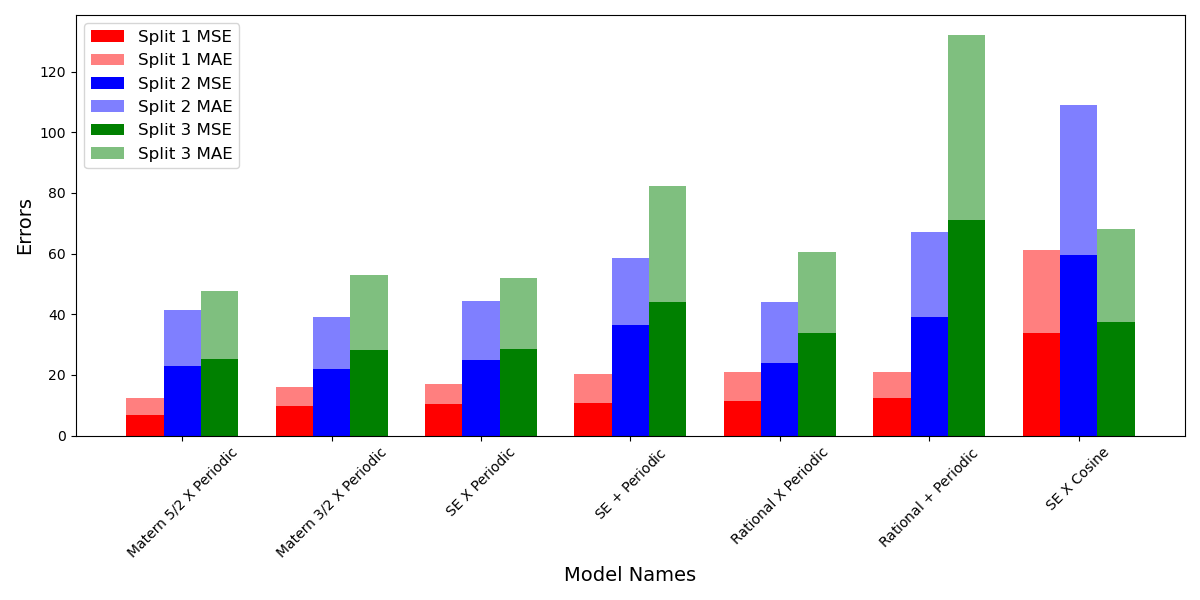 Split 1 MSE
Split 1 MAE
Split 2 MSE
Split 2 MAE
Split 3 MSE
Split 3 MAE
120
100
80
60
40
20
0
Errors
Matern 5/2 X Periodic
Matern 3/2 X Periodic
SE X Periodic
SE + Periodic
Rational X Periodic
Rational + Periodic
SE X Cosine
Model Names